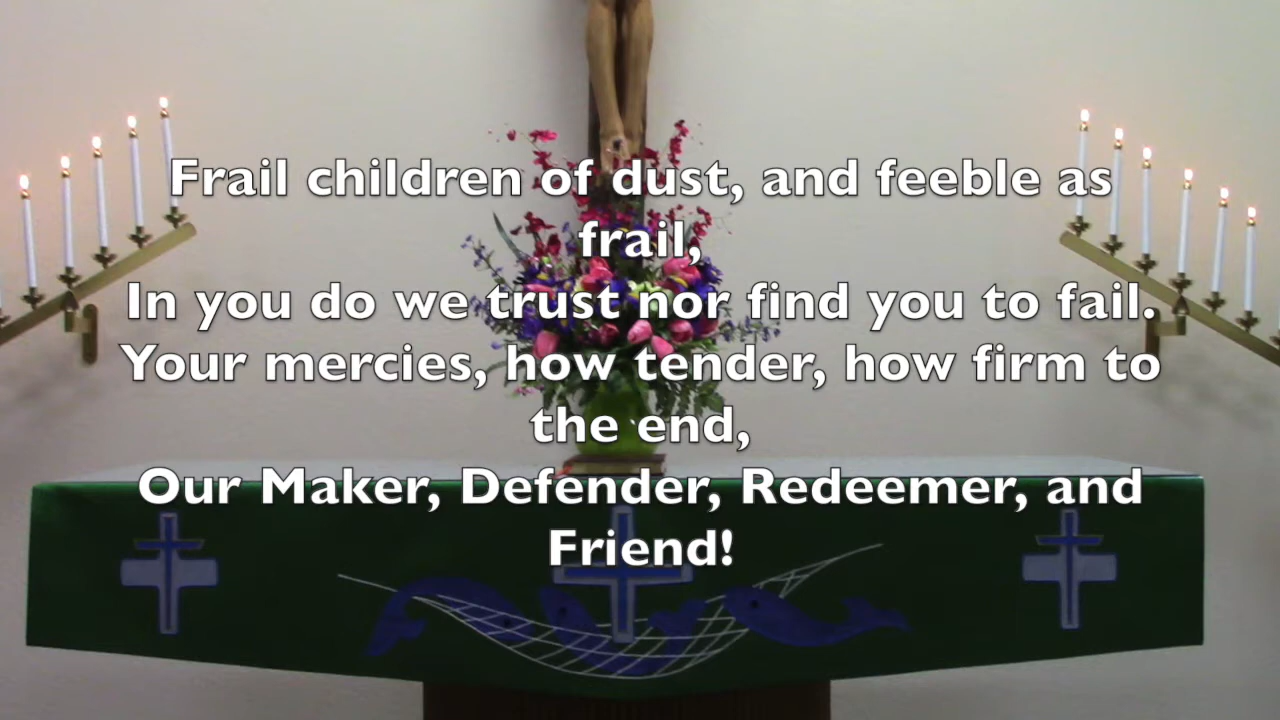 Frail children of dust, and feeble as
frail,
In you do we trust nor find you to fail.
Your mercies, how tender, how firm to
the end,
Our Maker, Defender, Redeemer, and
Friend!